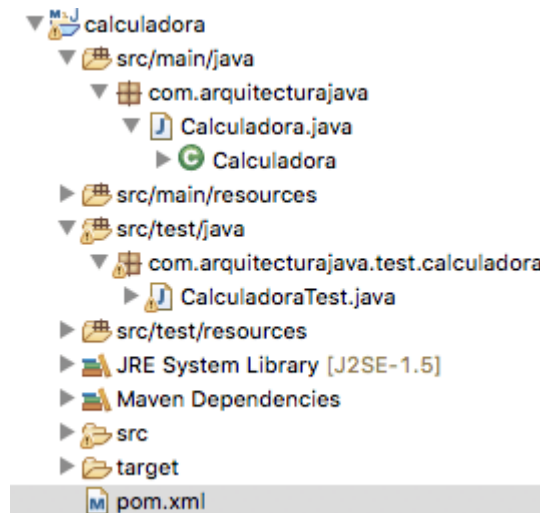 calculadora
src/main/java
com.arquitecturajava
Calculadora.java
Calculadora
src/main/resources
src/test/java
com.arquitecturajava.test.calculadora
CalculadoraTest.java
src/test/resources
JRE System Library [J2SE-1.5]
Maven Dependencies
src
target
pom.xml